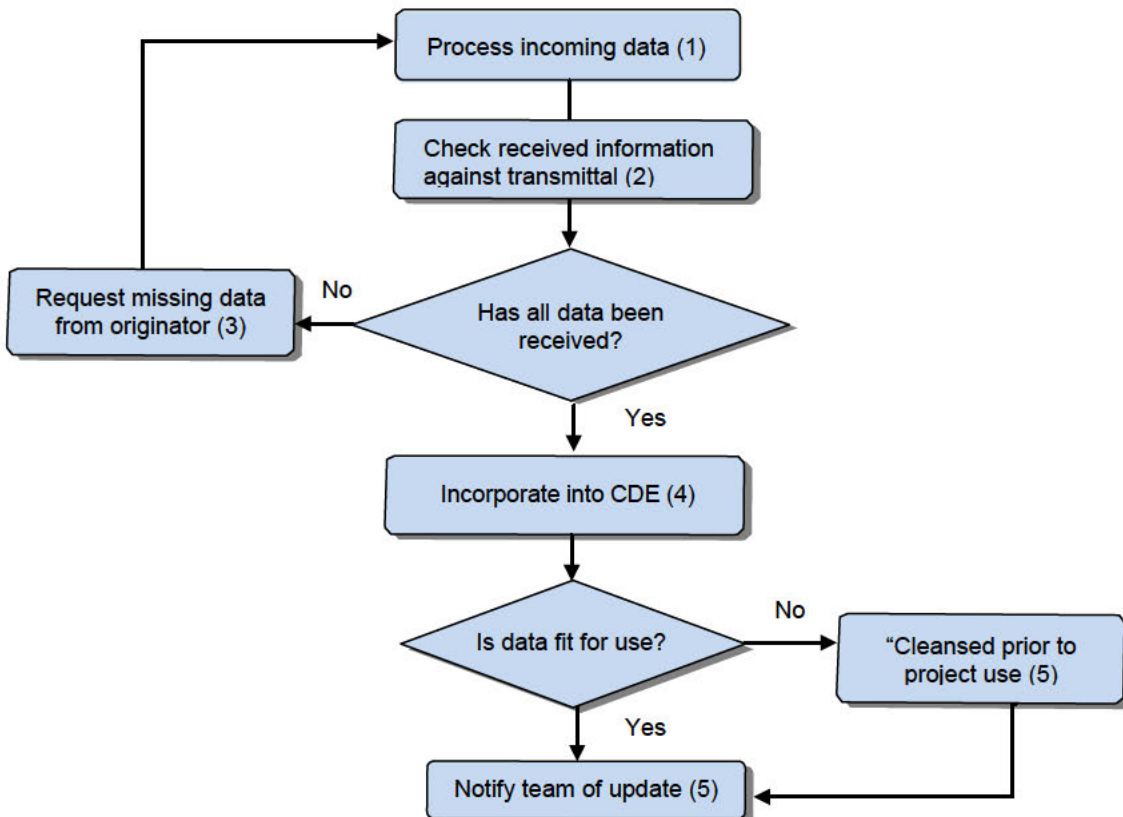 Process incoming data (1)
Check received information
against transmittal (2)
Has all data been
received?
No
Request missing data
from originator (3)
Yes
Incorporate into CDE (4)
Is data fit for use?
No
“Cleansed prior to
project use (5)
Yes
Notify team of update (5)